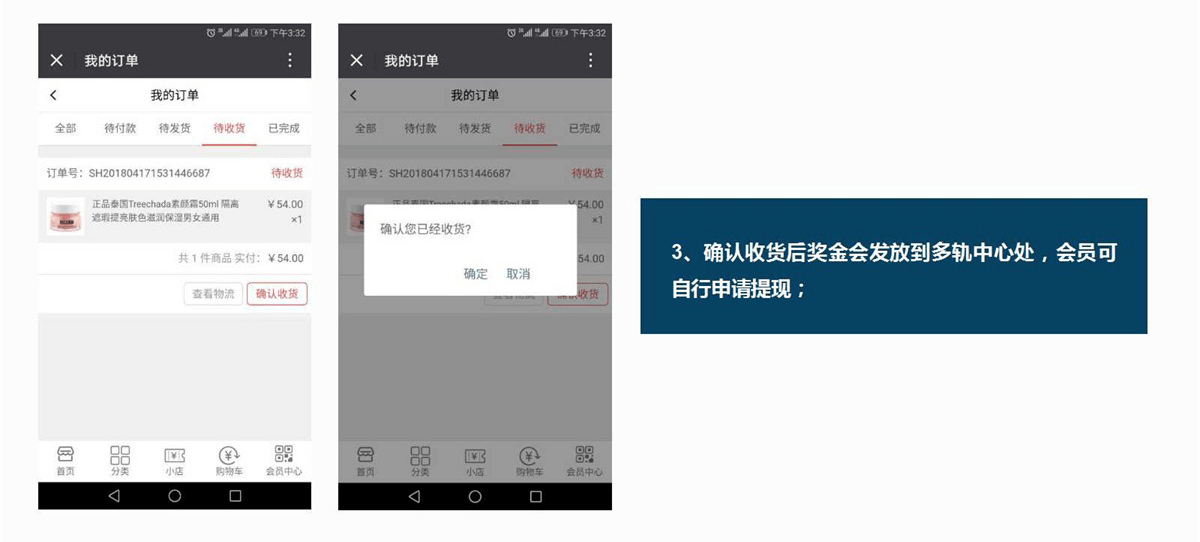 下午3:32
我的订单
我的订单
全部 待付款 待发货 待收货 已完成
订单号：SH201804171531446687 待收货
正品泰国Treechada素颜霜50ml 隔离 ￥54.00
遮瑕提亮肤色滋润保湿男女通用 ×1
共 1 件商品 实付：￥54.00
查看物流 确认收货
首页 分类 小店 购物车 会员中心
下午3:32
我的订单
我的订单
全部 待付款 待发货 待收货 已完成
订单号：SH201804171531446687 待收货
正品泰国Treechada素颜霜50ml 隔离 ￥54.00
×1
确认您已经收货?
54.00
确定 取消
查看物流 确认收货
首页 分类 小店 购物车 会员中心
3、确认收货后奖金会发放到多轨中心处，会员可
自行申请提现；